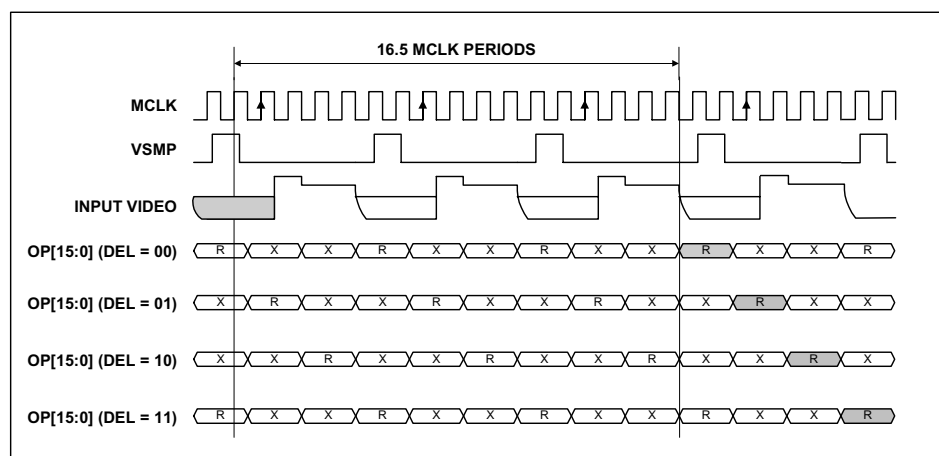 16.5 MCLK PERIODS
MCLK
VSMP
INPUT VIDEO
OP[15:0] (DEL = 00) R X X R X X R X X R X X R
OP[15:0] (DEL = 01) X R X X R X X R X X R X X
OP[15:0] (DEL = 10) X X R X X R X X R X X R X
OP[15:0] (DEL = 11) R X X R X X R X X R X X R